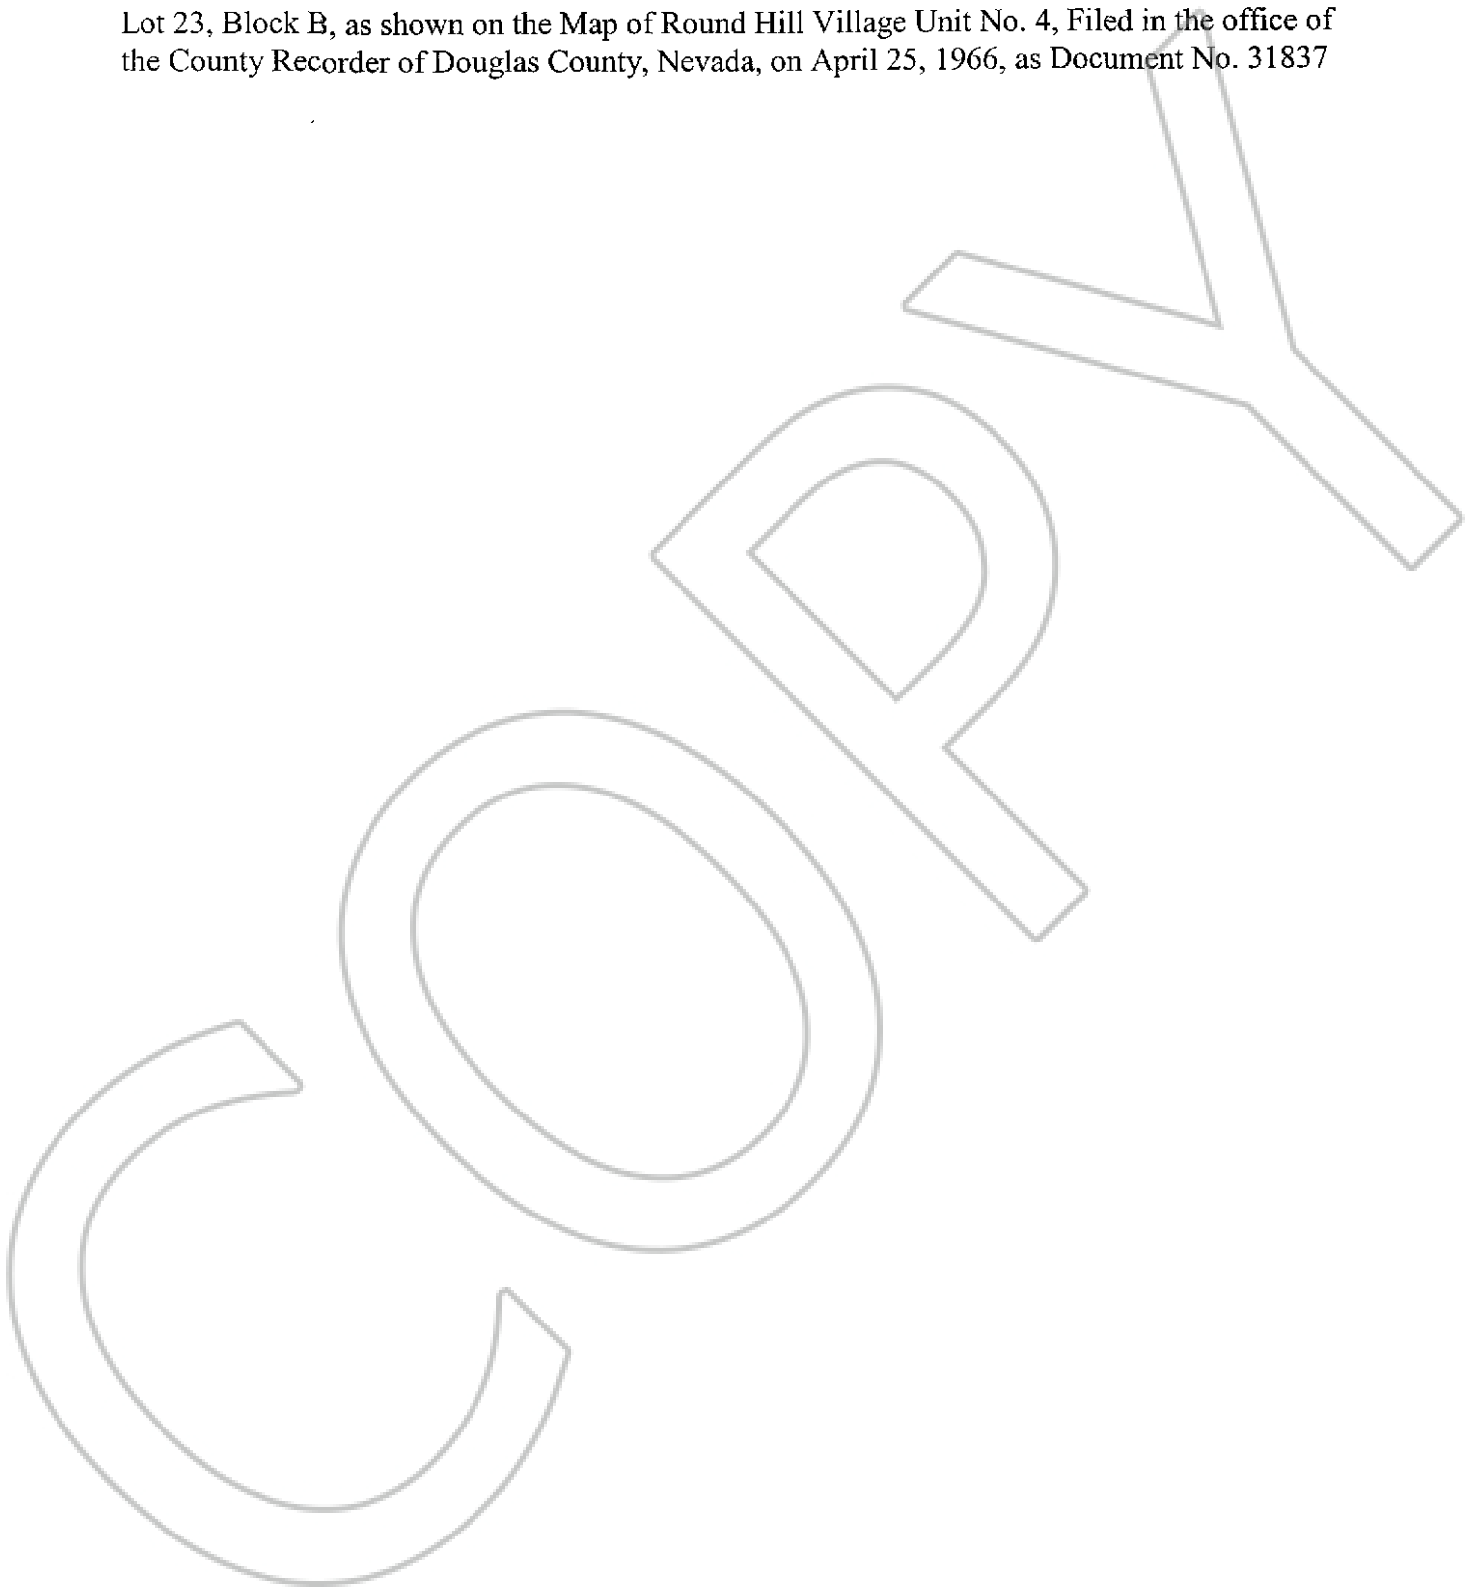 Lot 23, Block B, as shown on the Map of Round Hill Village Unit No. 4, Filed in the office of
the County Recorder of Douglas County, Nevada, on April 25, 1966, as Document No. 31837
COPY